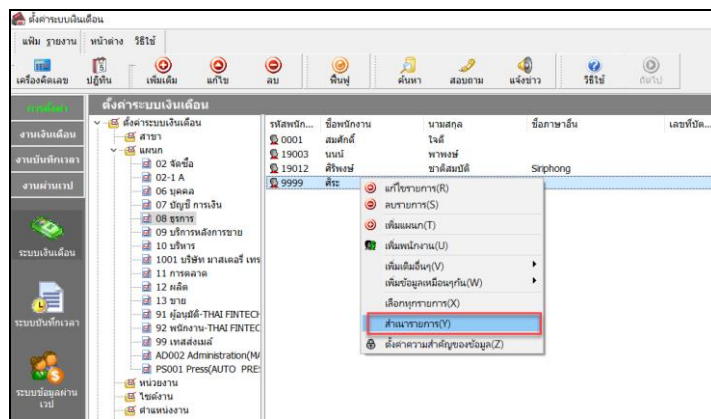 ตั้งค่าระบบเงินเดือน
แฟ้ม รายงาน หน้าต่าง วิธีใช้
เครื่องคิดเลข ปฏิทิน เพิ่มเติม แก้ไข ลบ ฟื้นฟู ค้นหา สอบถาม แจ้งข่าว วิธีใช้ ถัดไป
การตั้งค่า
งานเงินเดือน
งานบันทึกเวลา
งานผ่านเวป
ระบบเงินเดือน
ระบบบันทึกเวลา
ระบบข้อมูลผ่าน
เวป
ตั้งค่าระบบเงินเดือน
ตั้งค่าระบบเงินเดือน
สาขา
แผนก
02 จัดซื้อ
02-1 A
06 บุคคล
07 บัญชี การเงิน
08 ธุรการ
09 บริการหลังการขาย
10 บริหาร
1001 บริษัท มาสเตอรี่ เทร
11 การตลาด
12 ผลิต
13 ขาย
91 ผู้อนุมัติ-THAI FINTECH
92 พนักงาน-THAI FINTEC
99 เทสส่งเมล์
AD002 Administration(MA
PS001 Press(AUTO PRE
หน่วยงาน
ไซต์งาน
ตำแหน่งงาน
รหัสพนัก... ชื่อพนักงาน นามสกุล ชื่อภาษาอื่น เลขที่บัต...
0001 สมศักดิ์ ใจดี
19003 นนน์ พาพงษ์
19012 ศิริพงษ์ ชาติสมบัติ Siriphong
9999 ศิระ
แก้ไขรายการ(R)
ลบรายการ(S)
เพิ่มแผนก(T)
เพิ่มพนักงาน(U)
เพิ่มเติมอื่นๆ(V)
เพิ่มข้อมูลเหมือนๆกัน(W)
เลือกทุกรายการ(X)
สำเนารายการ(Y)
ตั้งค่าความสำคัญของข้อมูล(Z)